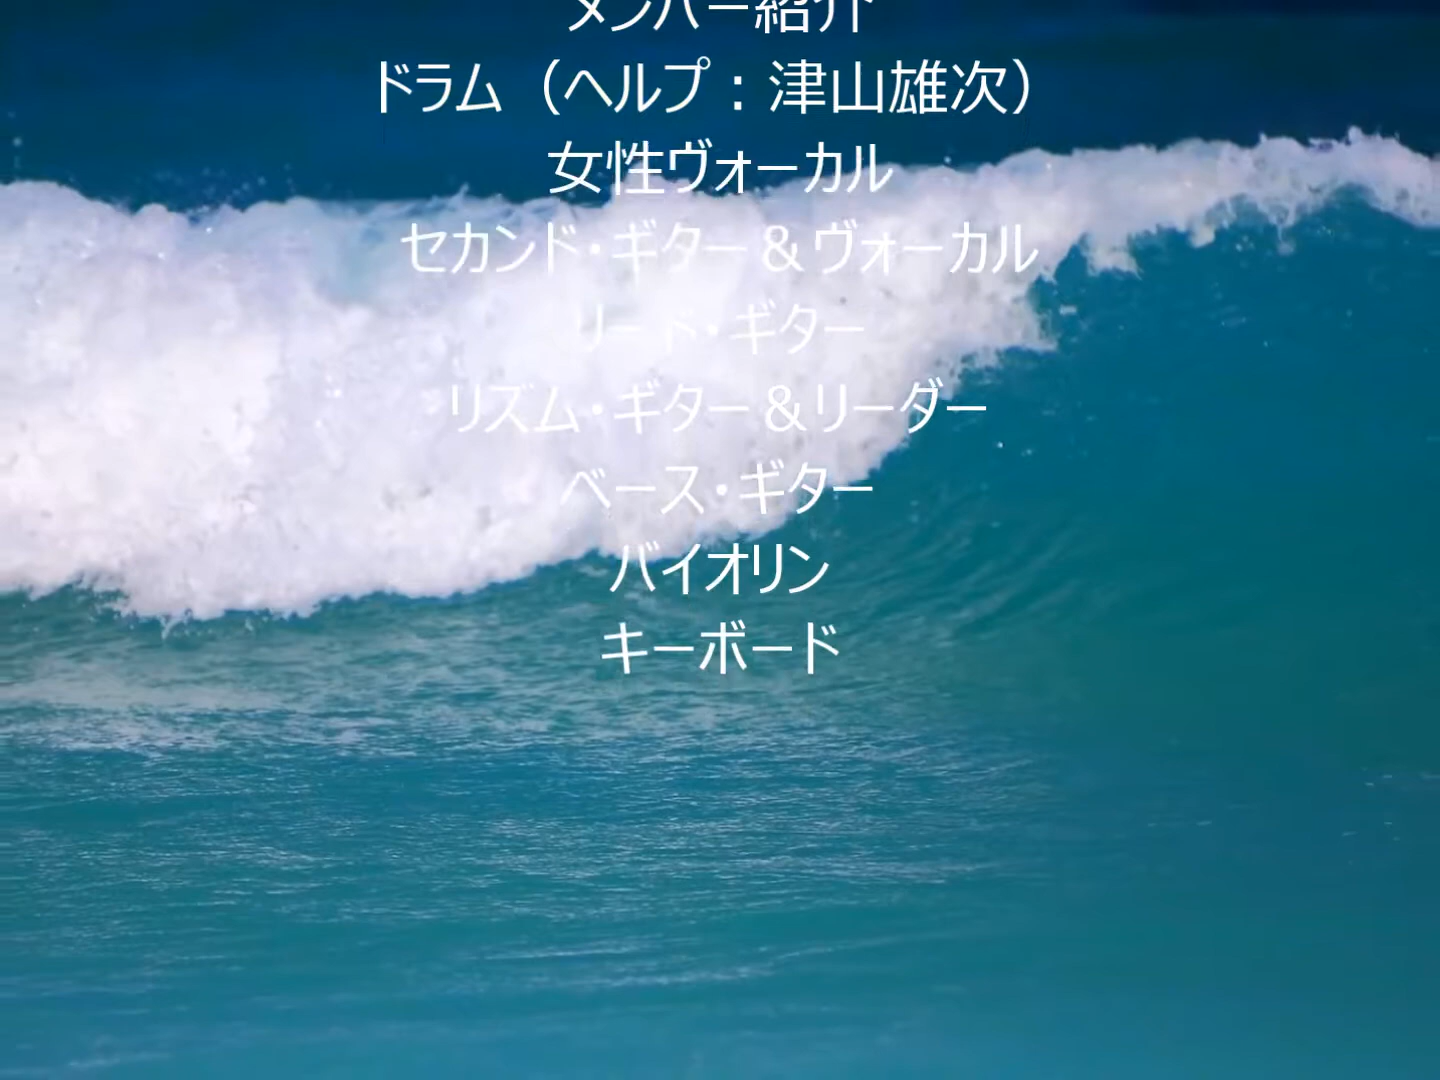 メンバー紹介
ドラム（ヘルプ：津山雄次）
女性ヴォーカル
セカンド・ギター＆ヴォーカル
リード・ギター
リズム・ギター＆リーダー
ベース・ギター
バイオリン
キーボード